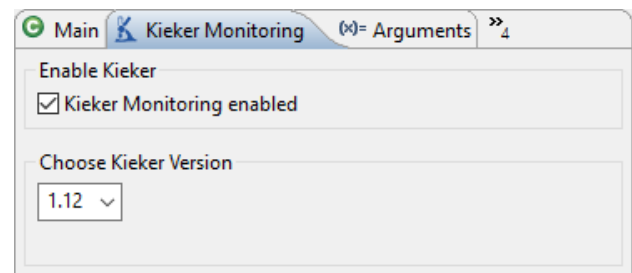 Main Kieker Monitoring (x)= Arguments »4
Enable Kieker
Kieker Monitoring enabled
Choose Kieker Version
1.12